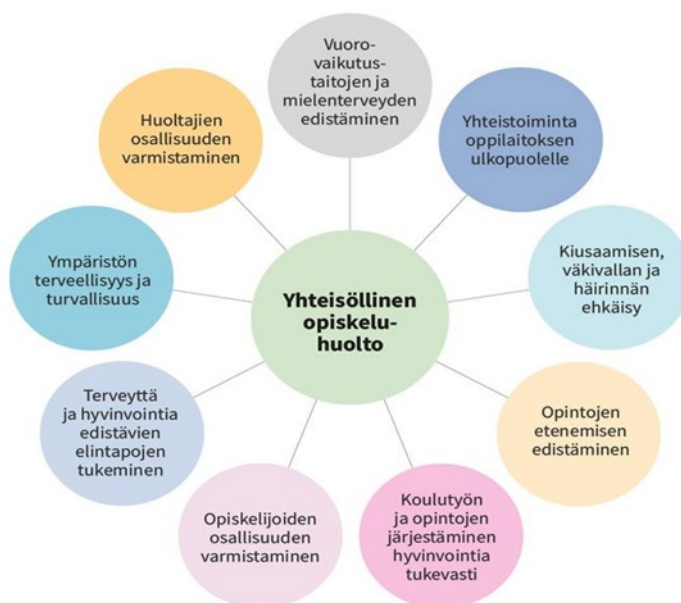 Vuoro-
vaikutus-
taitojen ja
mielenterveyden
edistäminen
Yhteistoiminta
oppilaitoksen
ulkopuolelle
Kiusaamisen,
väkivallan ja
häirinnän
ehkäisy
Opintojen
etenemisen
edistäminen
Koulutyön
ja opintojen
järjestäminen
hyvinvointia
tukevasti
Opiskelijoiden
osallisuuden
varmistaminen
Terveyttä
ja hyvinvointia
edistävien
elintapojen
tukeminen
Ympäristön
terveellisyys ja
turvallisuus
Huoltajien
osallisuuden
varmistaminen
Yhteisöllinen
opiskelu-
huolto